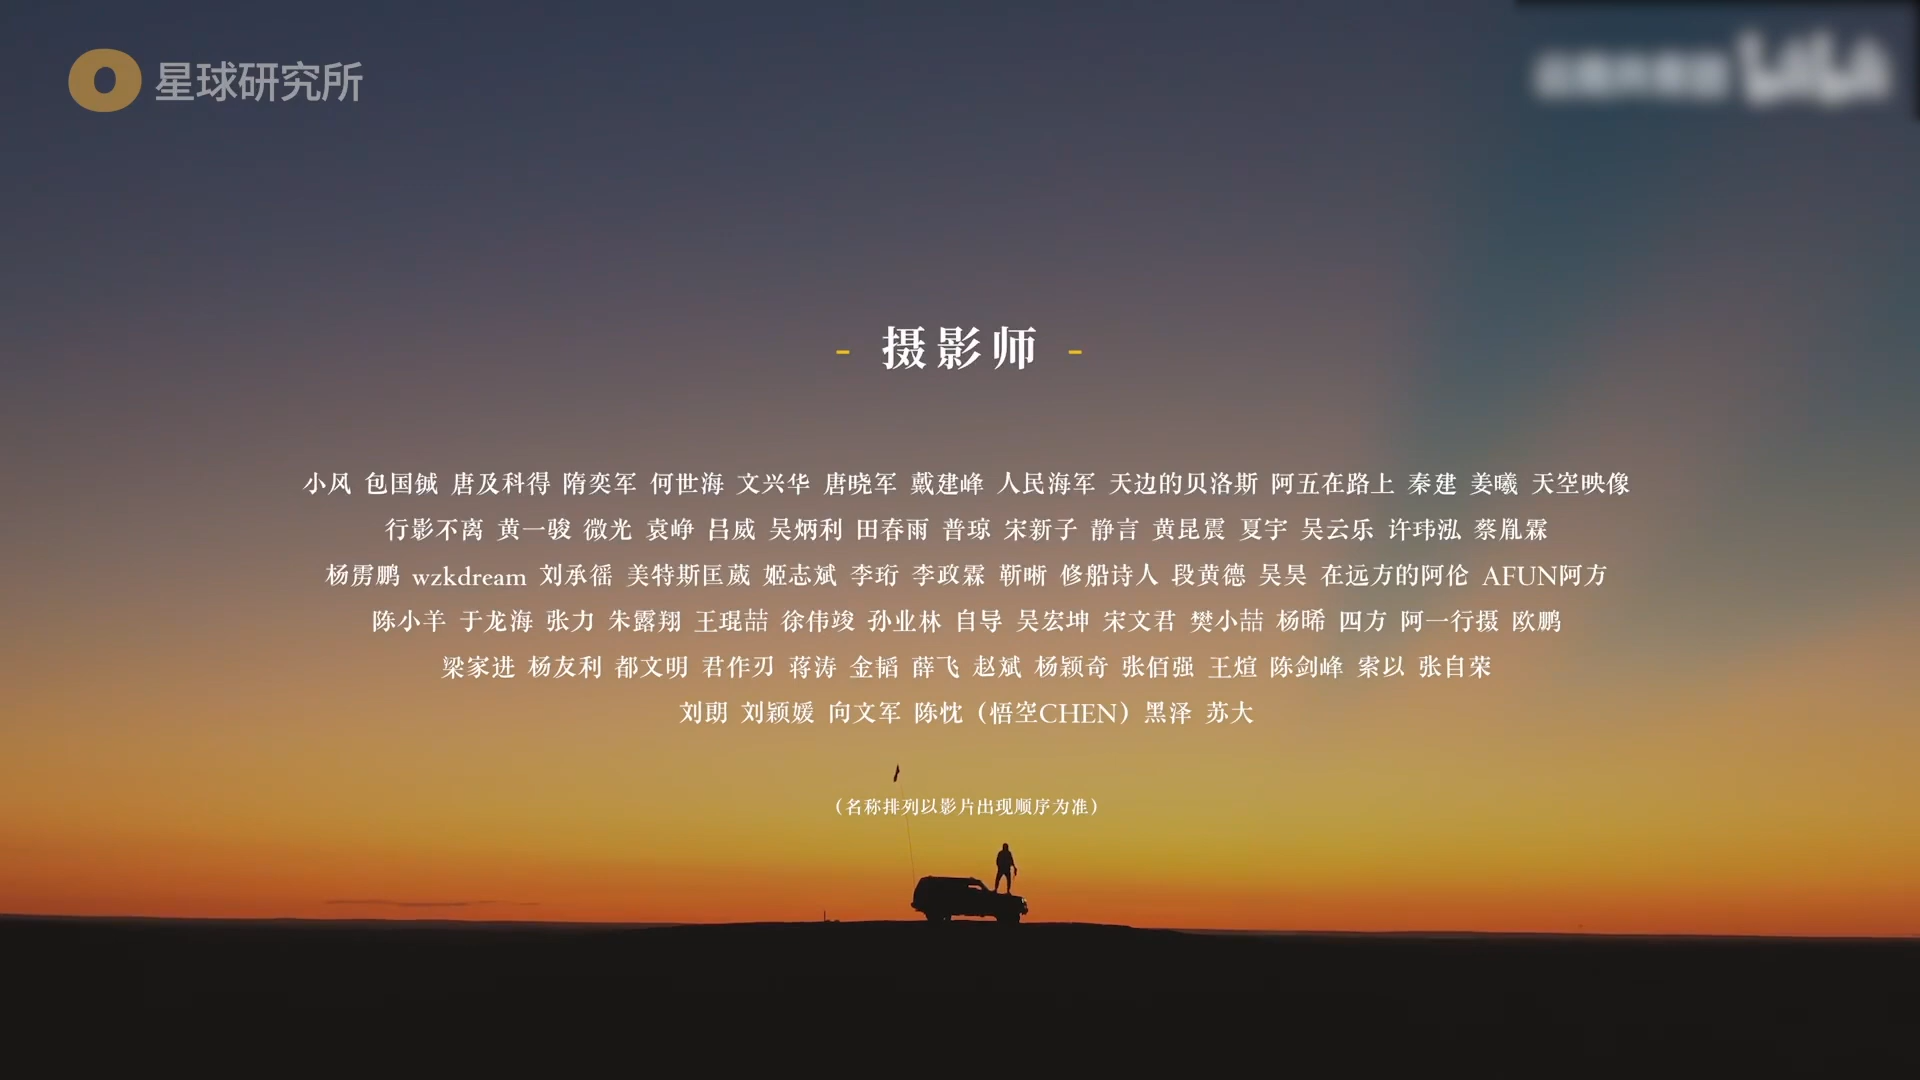 星球研究所
- 摄影师 -
小风 包国铖 唐及科得 隋奕军 何世海 文兴华 唐晓军 戴建峰 人民海军 天边的贝洛斯 阿五在路上 秦建 姜曦 天空映像
行影不离 黄一骏 微光 袁峥 吕威 吴炳利 田春雨 普琼 宋新子 静言 黄昆震 夏宇 吴云乐 许玮泓 蔡胤霖
杨雳鹏 wzkdream 刘承徭 美特斯匡葳 姬志斌 李珩 李政霖 靳晰 修船诗人 段黄德 吴昊 在远方的阿伦 AFUN阿方
陈小羊 于龙海 张力 朱露翔 王琨喆 徐伟竣 孙业林 自导 吴宏坤 宋文君 樊小喆 杨晞 四方 阿一行摄 欧鹏
梁家进 杨友利 都文明 君作刃 蒋涛 金韬 薛飞 赵斌 杨颖奇 张佰强 王煊 陈剑峰 索以 张自荣
刘朗 刘颖媛 向文军 陈忱（悟空CHEN）黑泽 苏大
（名称排列以影片出现顺序为准）